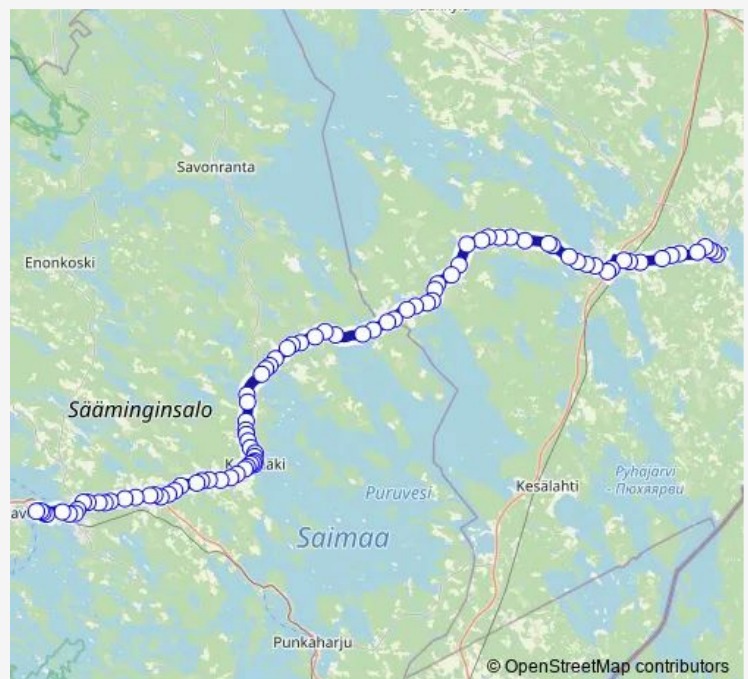 Savonranta
Enonkoski
Sääminginsalo
Puruvesi
Kesälahti
Pyhäjärvi
- Пюхяярви
Saimaa
Punkaharju
© OpenStreetMap contributors